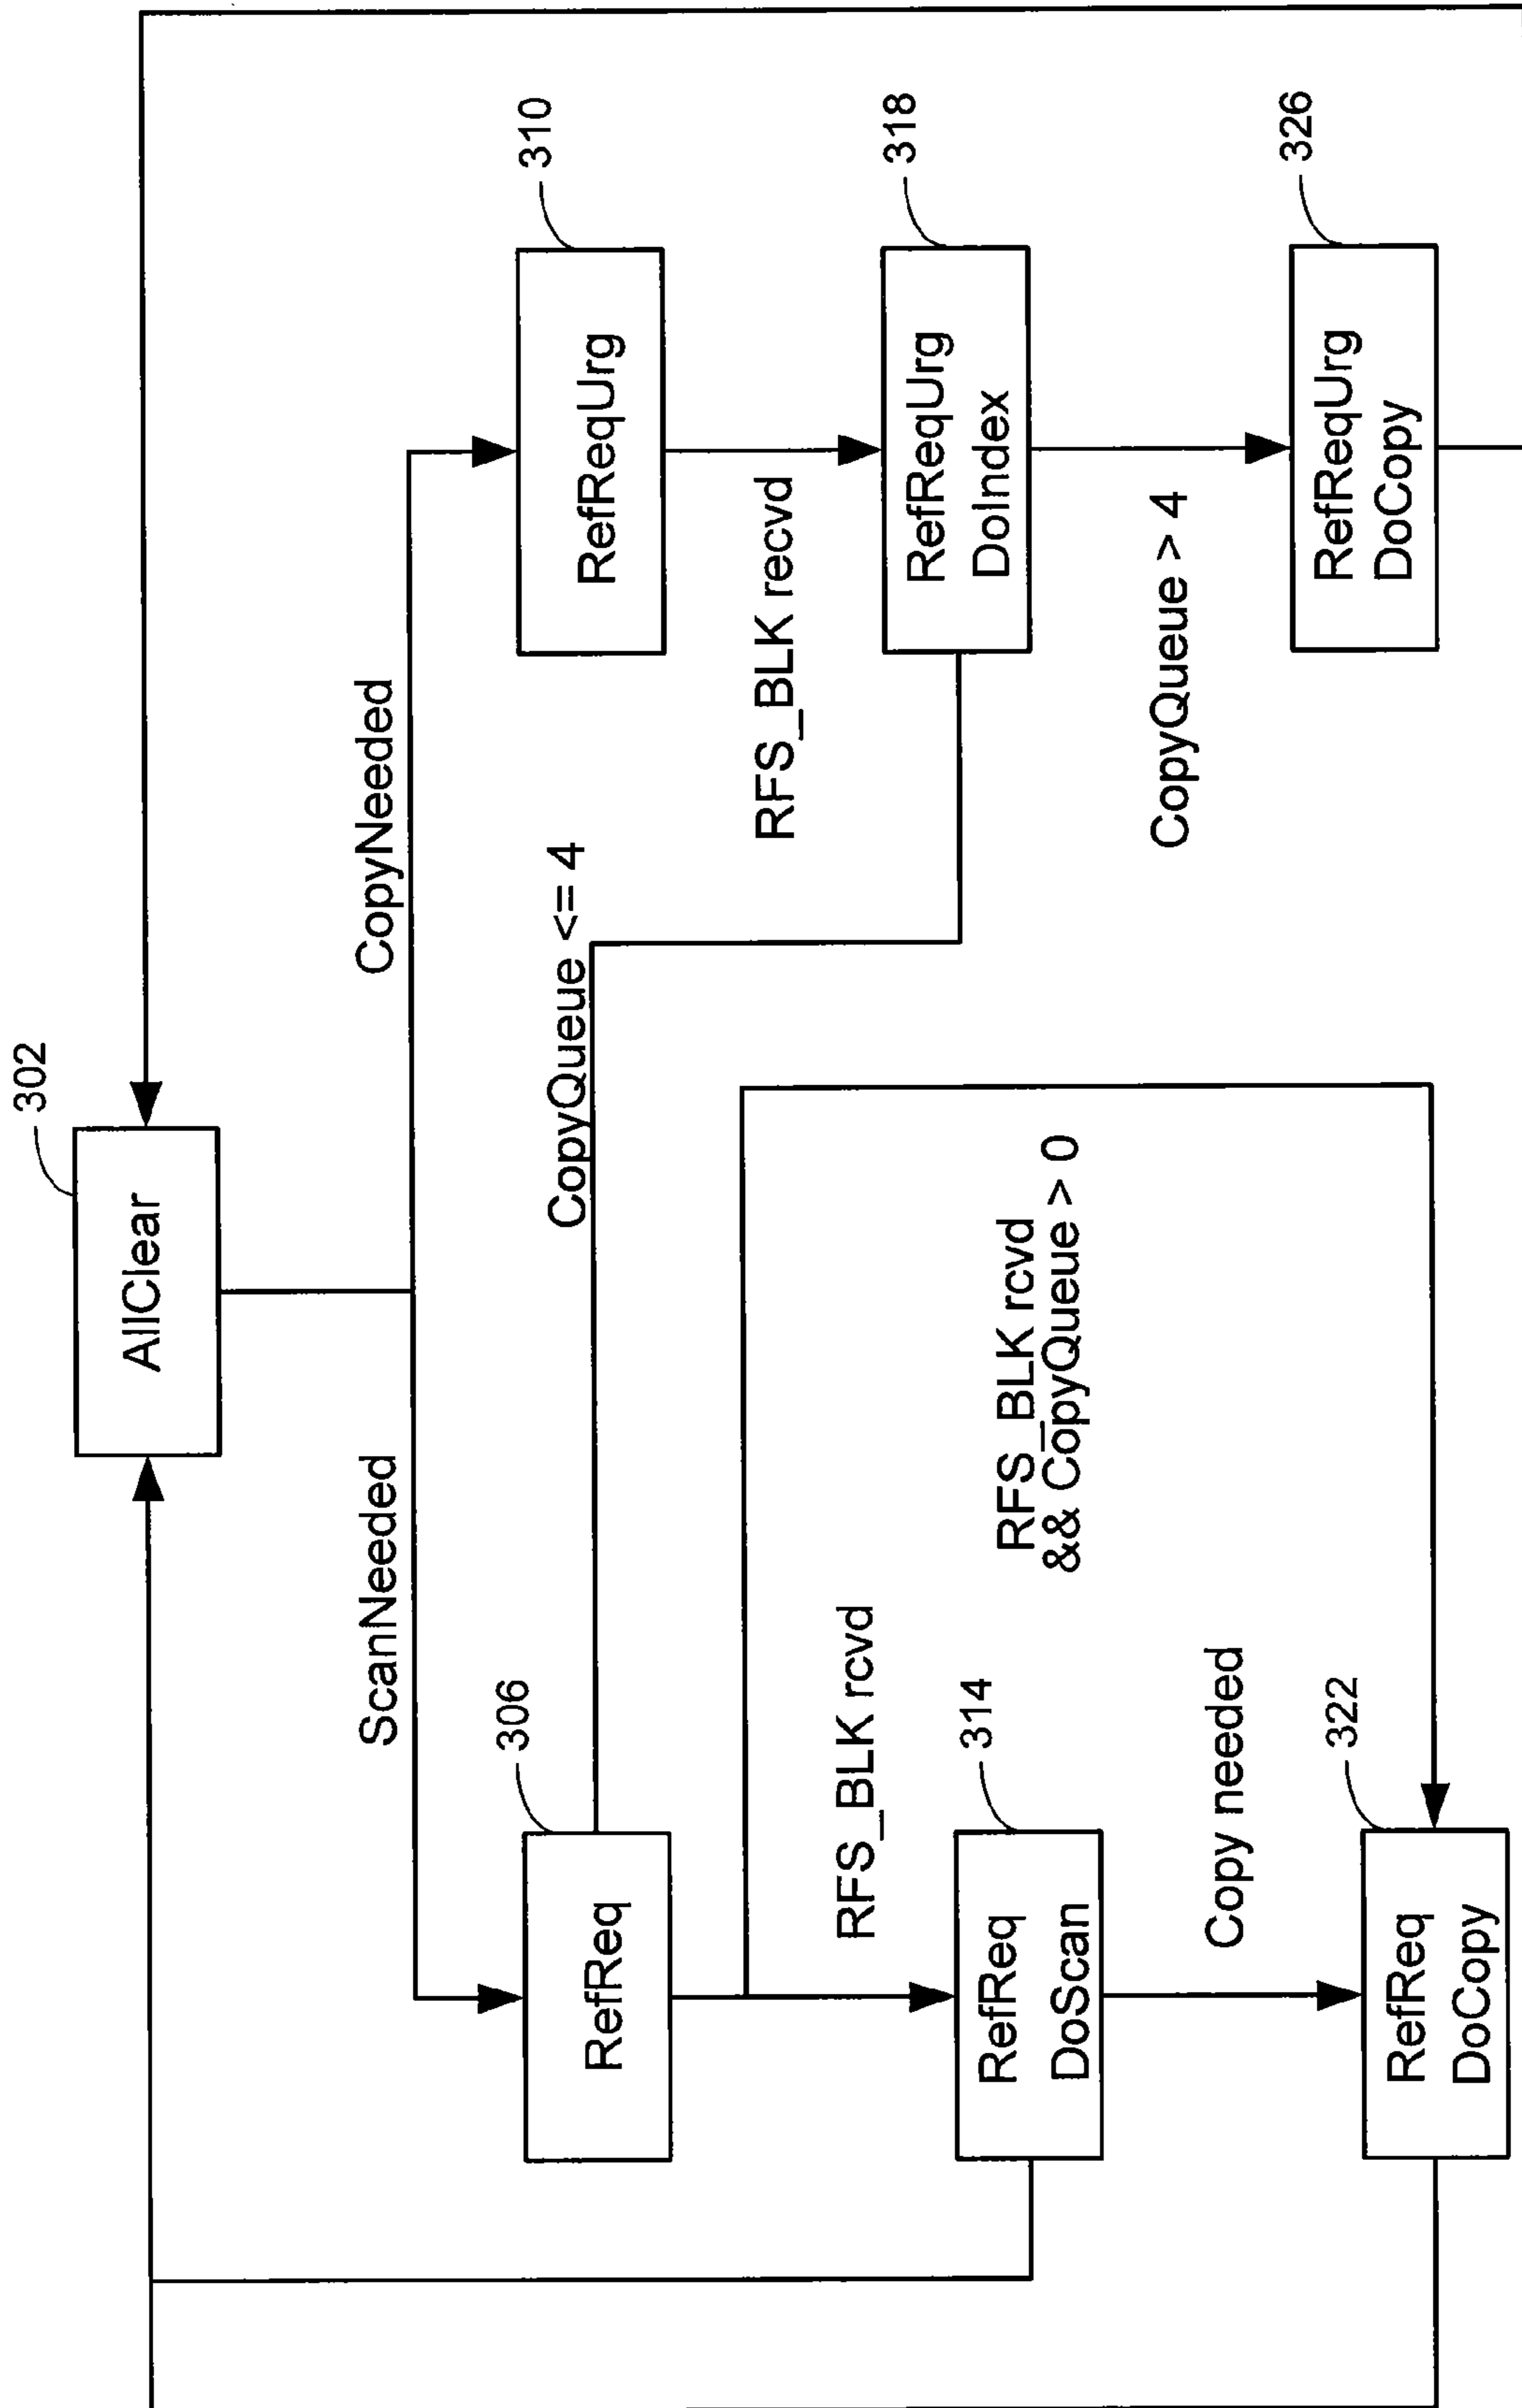 302
AllClear
ScanNeeded
CopyNeeded
306
RefReq
CopyQueue <= 4
310
RefReqUrg
RFS_BLK rcvd
RFS_BLK rcvd
&& CopyQueue > 0
RFS_BLK recvd
314
RefReq
DoScan
318
RefReqUrg
DoIndex
Copy needed
CopyQueue > 4
322
RefReq
DoCopy
326
RefReqUrg
DoCopy